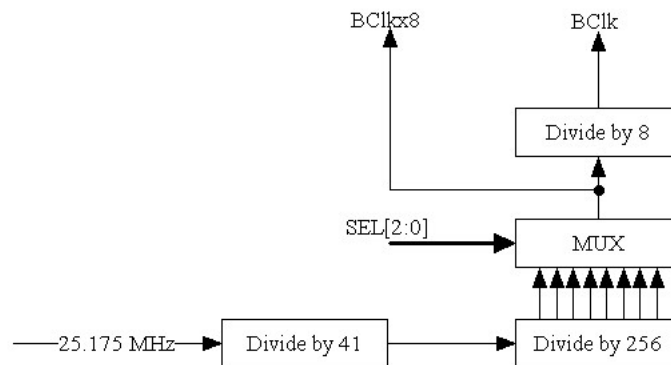 BClkx8
BClk
Divide by 8
SEL[2:0]
MUX
25.175 MHz
Divide by 41
Divide by 256